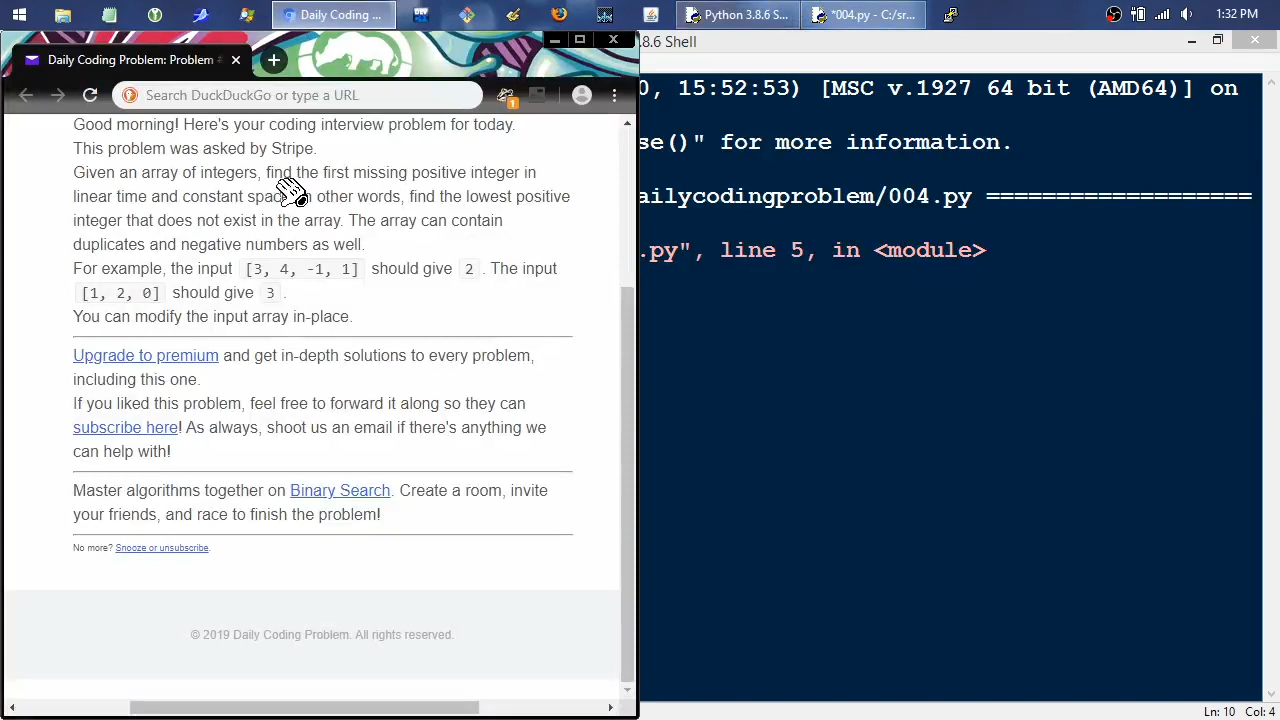 Daily Coding ...
Python 3.8.6 S...
*004.py - C:/sr...
1:32 PM
Daily Coding Problem: Problem
.8.6 Shell
Search DuckDuckGo or type a URL
1
Good morning! Here's your coding interview problem for today.
This problem was asked by Stripe.
Given an array of integers, find the first missing positive integer in
linear time and constant other words, find the lowest positive
integer that does not exist in the array. The array can contain
duplicates and negative numbers as well.
For example, the input [3, 4, -1, 1] should give 2. The input
[1, 2, 0] should give 3.
You can modify the input array in-place.
Upgrade to premium and get in-depth solutions to every problem,
including this one.
If you liked this problem, feel free to forward it along so they can
subscribe here! As always, shoot us an email if there's anything we
can help with!
Master algorithms together on Binary Search. Create a room, invite
your friends, and race to finish the problem!
No more? Snooze or unsubscribe.
© 2019 Daily Coding Problem. All rights reserved.
0, 15:52:53) [MSC v.1927 64 bit (AMD64)] on
se()" for more information.
ailycodingproblem/004.py ===================
.py", line 5, in <module>
Ln: 10 Col: 4